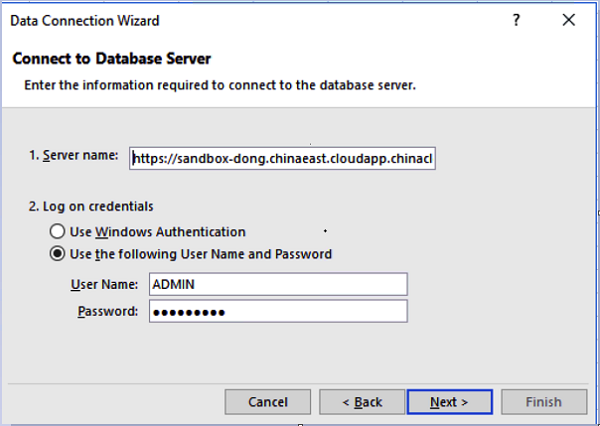 Data Connection Wizard ?
Connect to Database Server
Enter the information required to connect to the database server.
1. Server name: https://sandbox-dong.chinaeast.cloudapp.chinacl
2. Log on credentials
Use Windows Authentication
Use the following User Name and Password
User Name: ADMIN
Password: ●●●●●●●●●
Cancel < Back Next > Finish